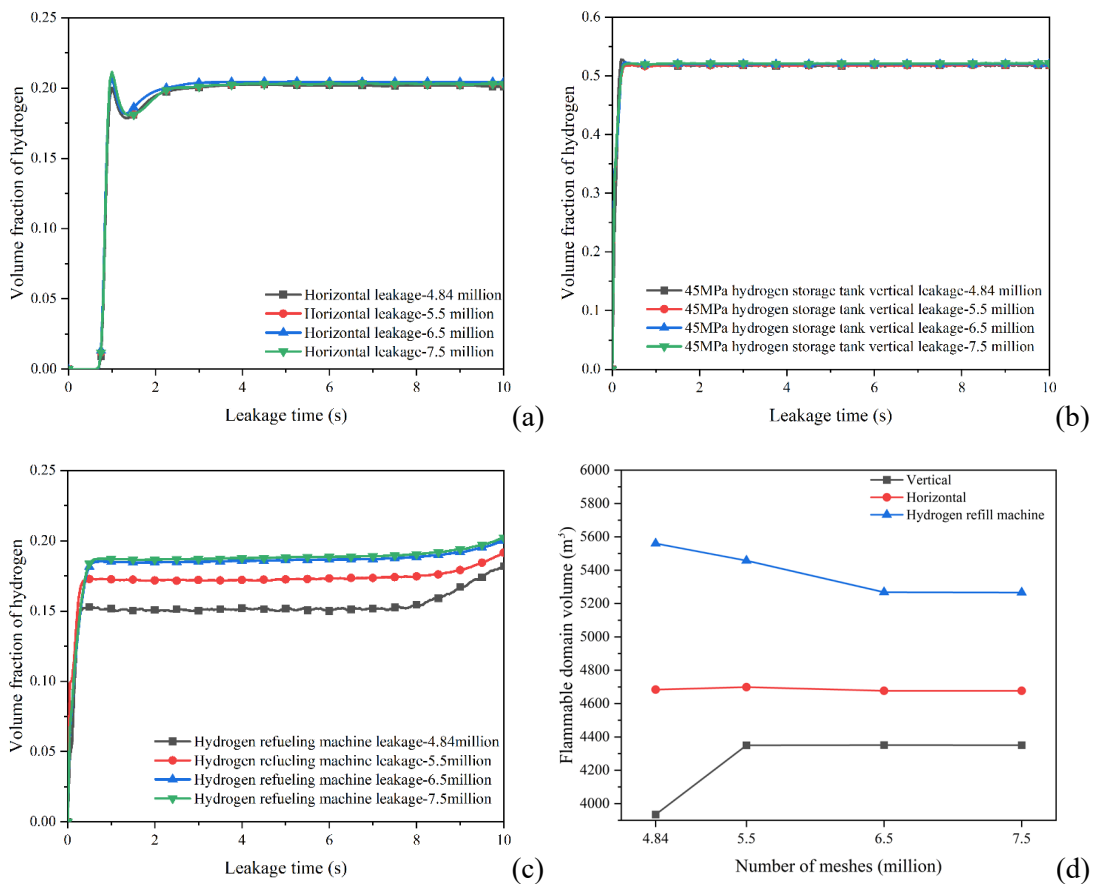 0.25
0.20
0.15
0.10
0.05
0.00
Volume fraction of hydrogen
Horizontal leakage-4.84 million
Horizontal leakage-5.5 million
Horizontal leakage-6.5 million
Horizontal leakage-7.5 million
0 2 4 6 8 10
Leakage time (s)
(a)
0.6
0.5
0.4
0.3
0.2
0.1
0.0
Volume fraction of hydrogen
45MPa hydrogen storage tank vertical leakage-4.84 million
45MPa hydrogen storage tank vertical leakage-5.5 million
45MPa hydrogen storage tank vertical leakage-6.5 million
45MPa hydrogen storage tank vertical leakage-7.5 million
0 2 4 6 8 10
Leakage time (s)
(b)
0.25
0.20
0.15
0.10
0.05
0.00
Volume fraction of hydrogen
Hydrogen refueling machine leakage-4.84million
Hydrogen refueling machine leakage-5.5million
Hydrogen refueling machine leakage-6.5million
Hydrogen refueling machine leakage-7.5million
0 2 4 6 8 10
Leakage time (s)
(c)
6000
5800
5600
5400
5200
5000
4800
4600
4400
4200
4000
Flammable domain volume (m³)
Vertical
Horizontal
Hydrogen refill machine
4.84 5.5 6.5 7.5
Number of meshes (million)
(d)